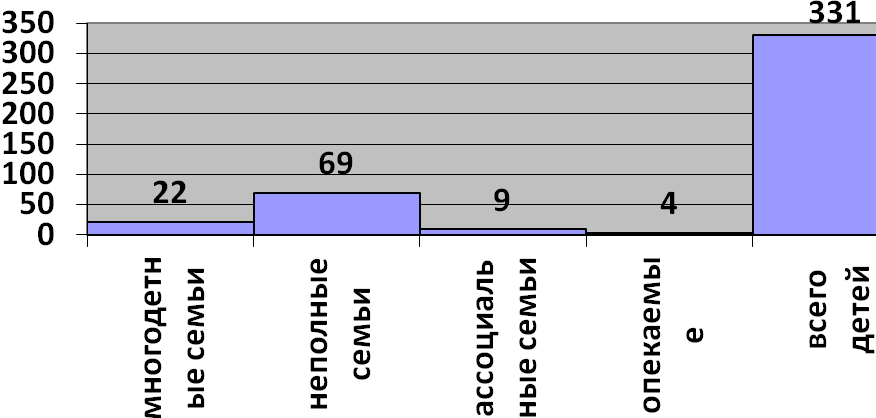 350
300
250
200
150
100
50
0
22
69
9
4
331
многодетн
ые семьи
неполные
семьи
ассоциаль
ные семьи
опекаемы
е
всего
детей